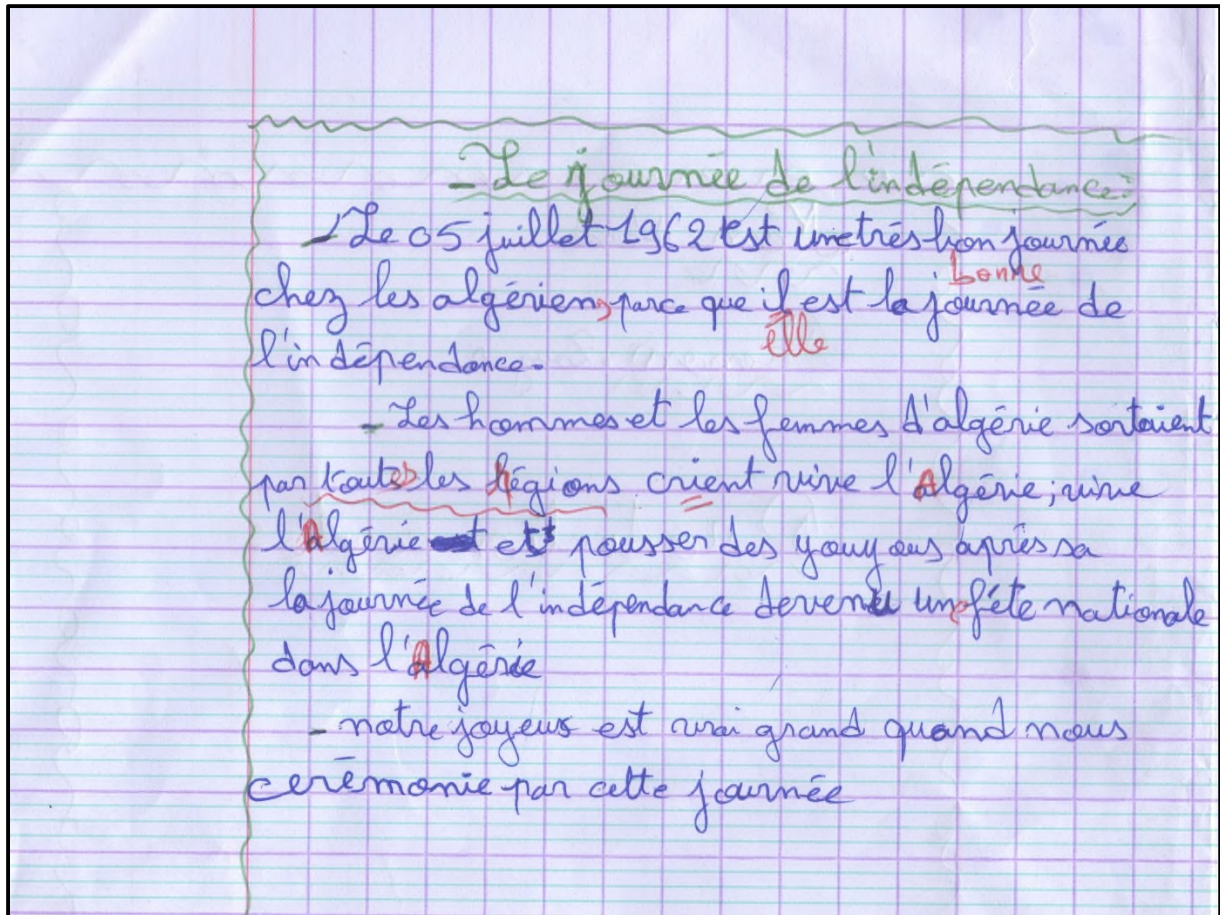 - Le journée de l'indépendance :
- Le 05 juillet 1962 est une très bon journée
bonne
chez les algérien, parce que il est la journée de
elle
l'indépendance.
- Les hommes et les femmes d'algérie sortaient
par toutes les régions crient vive l'Algérie ; vive
l'Algérie et pousser des youyous après sa
la journée de l'indépendance devenu une fête nationale
dans l'Algérie
- notre joyeux est vrai grand quand nous
cerémonie par cette journée